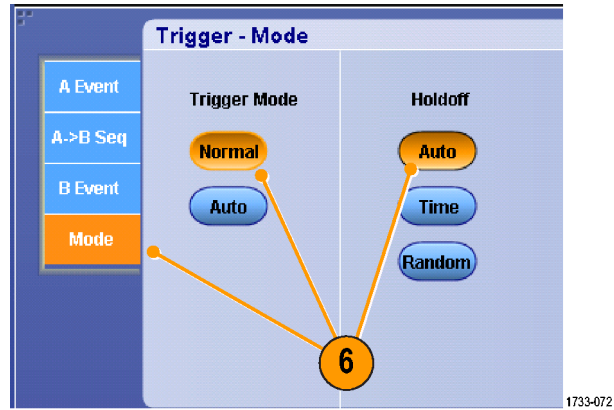 Trigger - Mode
A Event
A->B Seq
B Event
Mode
Trigger Mode
Normal
Auto
Holdoff
Auto
Time
Random
6
1733-072